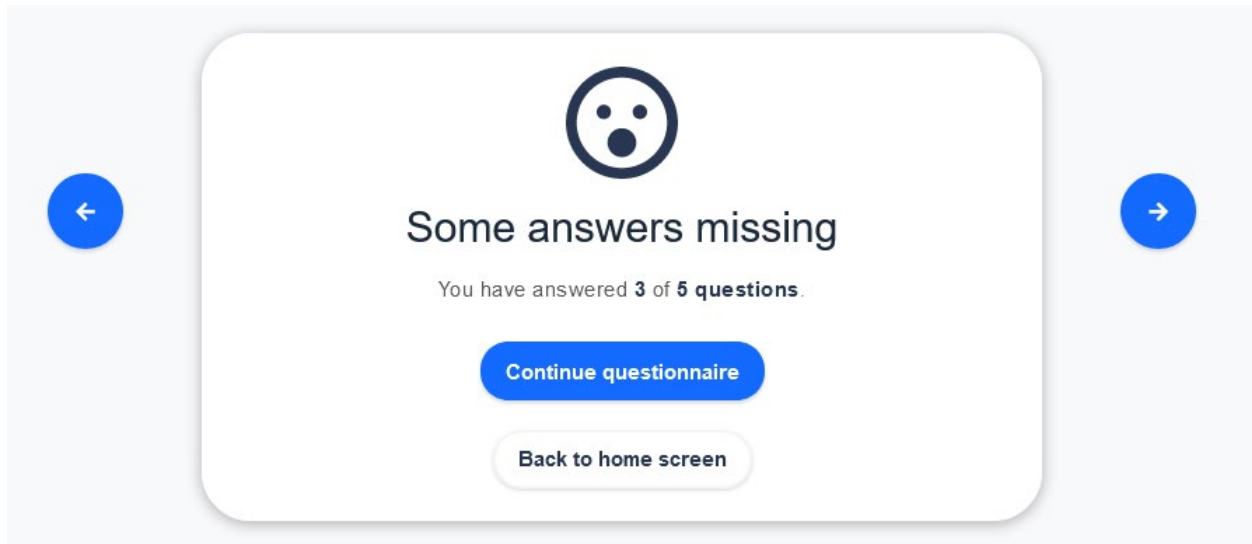 Some answers missing
You have answered 3 of 5 questions.
Continue questionnaire
Back to home screen